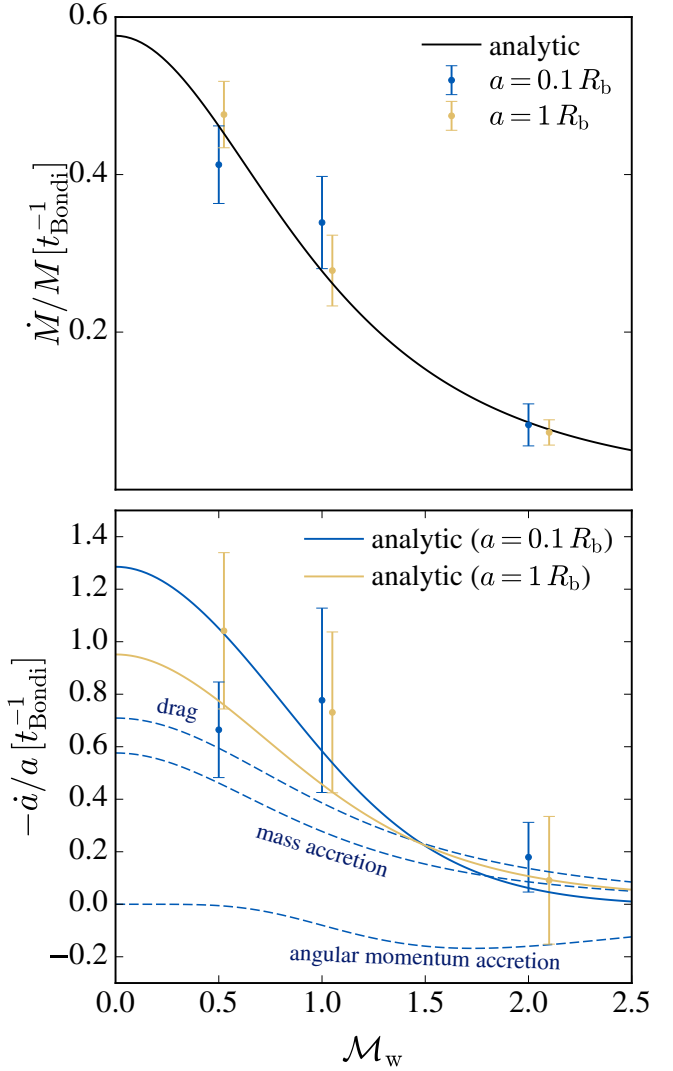 0.6
analytic
a = 0.1 R_b
a = 1 R_b
0.4
Ṁ/M [t_Bondi^−1]
0.2
1.4
analytic (a = 0.1 R_b)
analytic (a = 1 R_b)
1.2
1.0
0.8
drag
0.6
−ȧ/a [t_Bondi^−1]
0.4
mass accretion
0.2
0.0
angular momentum accretion
−0.2
0.0 0.5 1.0 1.5 2.0 2.5
ℳ_w